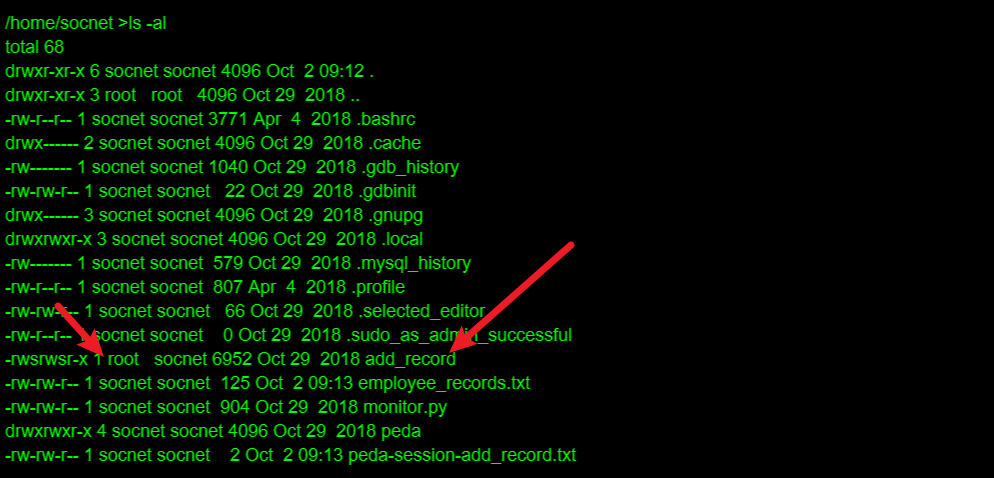 /home/socnet >ls -al
total 68
drwxr-xr-x 6 socnet socnet 4096 Oct  2 09:12 .
drwxr-xr-x 3 root   root   4096 Oct 29  2018 ..
-rw-r--r-- 1 socnet socnet 3771 Apr  4  2018 .bashrc
drwx------ 2 socnet socnet 4096 Oct 29  2018 .cache
-rw------- 1 socnet socnet 1040 Oct 29  2018 .gdb_history
-rw-rw-r-- 1 socnet socnet   22 Oct 29  2018 .gdbinit
drwx------ 3 socnet socnet 4096 Oct 29  2018 .gnupg
drwxrwxr-x 3 socnet socnet 4096 Oct 29  2018 .local
-rw------- 1 socnet socnet  579 Oct 29  2018 .mysql_history
-rw-r--r-- 1 socnet socnet  807 Apr  4  2018 .profile
-rw-rw-r-- 1 socnet socnet   66 Oct 29  2018 .selected_editor
-rw-r--r-- 1 socnet socnet    0 Oct 29  2018 .sudo_as_admin_successful
-rwsrwsr-x 1 root   socnet 6952 Oct 29  2018 add_record
-rw-rw-r-- 1 socnet socnet  125 Oct  2 09:13 employee_records.txt
-rw-rw-r-- 1 socnet socnet  904 Oct 29  2018 monitor.py
drwxrwxr-x 4 socnet socnet 4096 Oct 29  2018 peda
-rw-rw-r-- 1 socnet socnet    2 Oct  2 09:13 peda-session-add_record.txt